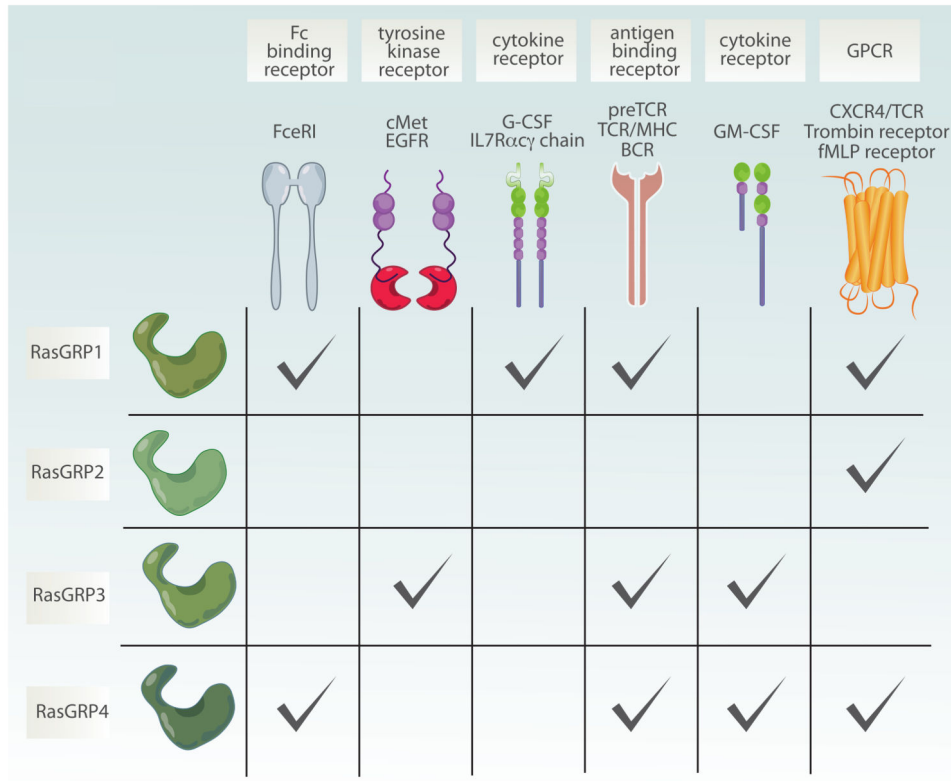 Fc
binding
receptor
tyrosine
kinase
receptor
cytokine
receptor
antigen
binding
receptor
cytokine
receptor
GPCR
FceRI
cMet
EGFR
G-CSF
IL7Rαcγ chain
preTCR
TCR/MHC
BCR
GM-CSF
CXCR4/TCR
Trombin receptor
fMLP receptor
RasGRP1
RasGRP2
RasGRP3
RasGRP4